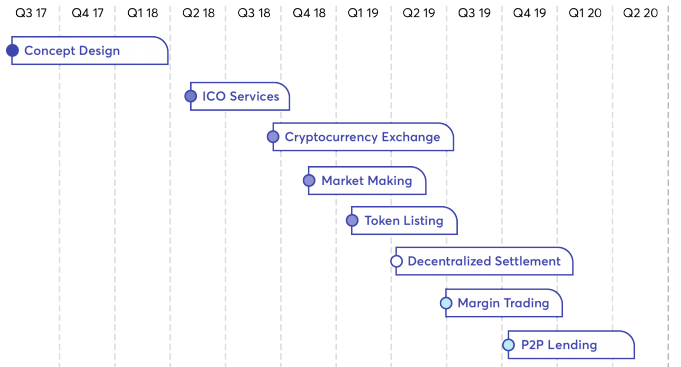 Q3 17 Q4 17 Q1 18 Q2 18 Q3 18 Q4 18 Q1 19 Q2 19 Q3 19 Q4 19 Q1 20 Q2 20
Concept Design
ICO Services
Cryptocurrency Exchange
Market Making
Token Listing
Decentralized Settlement
Margin Trading
P2P Lending